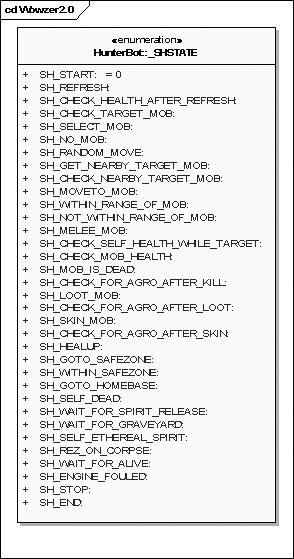 cd Wowzer2.0
«enumeration»
HunterBot::_SHSTATE
+ SH_START: = 0
+ SH_REFRESH:
+ SH_CHECK_HEALTH_AFTER_REFRESH:
+ SH_CHECK_TARGET_MOB:
+ SH_SELECT_MOB:
+ SH_NO_MOB:
+ SH_RANDOM_MOVE:
+ SH_GET_NEARBY_TARGET_MOB:
+ SH_CHECK_NEARBY_TARGET_MOB:
+ SH_MOVETO_MOB:
+ SH_WITHIN_RANGE_OF_MOB:
+ SH_NOT_WITHIN_RANGE_OF_MOB:
+ SH_MELEE_MOB:
+ SH_CHECK_SELF_HEALTH_WHILE_TARGET:
+ SH_CHECK_MOB_HEALTH:
+ SH_MOB_IS_DEAD:
+ SH_CHECK_FOR_AGRO_AFTER_KILL:
+ SH_LOOT_MOB:
+ SH_CHECK_FOR_AGRO_AFTER_LOOT:
+ SH_SKIN_MOB:
+ SH_CHECK_FOR_AGRO_AFTER_SKIN:
+ SH_HEALUP:
+ SH_GOTO_SAFEZONE:
+ SH_WITHIN_SAFEZONE:
+ SH_GOTO_HOMEBASE:
+ SH_SELF_DEAD:
+ SH_WAIT_FOR_SPIRIT_RELEASE:
+ SH_WAIT_FOR_GRAVEYARD:
+ SH_SELF_ETHEREAL_SPIRIT:
+ SH_REZ_ON_CORPSE:
+ SH_WAIT_FOR_ALIVE:
+ SH_ENGINE_FOULED:
+ SH_STOP:
+ SH_END: